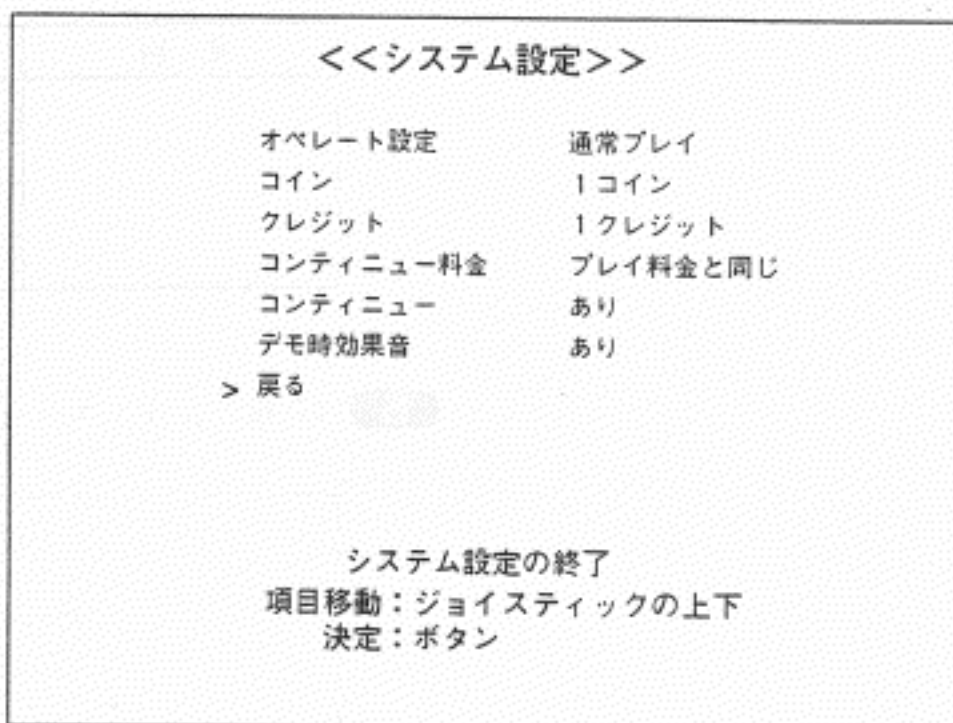 <<システム設定>>
オペレート設定 通常プレイ
コイン 1コイン
クレジット 1クレジット
コンティニュー料金 プレイ料金と同じ
コンティニュー あり
デモ時効果音 あり
> 戻る
システム設定の終了
項目移動：ジョイスティックの上下
決定：ボタン